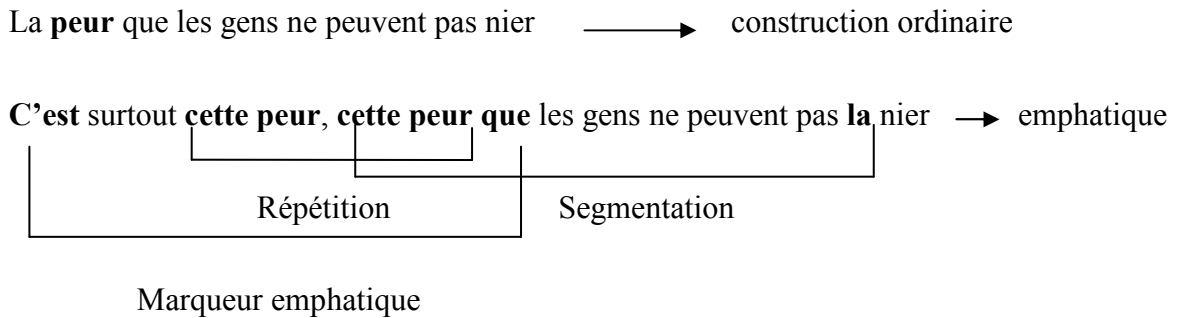 La peur que les gens ne peuvent pas nier → construction ordinaire
C’est surtout cette peur, cette peur que les gens ne peuvent pas la nier → emphatique
Répétition Segmentation
Marqueur emphatique